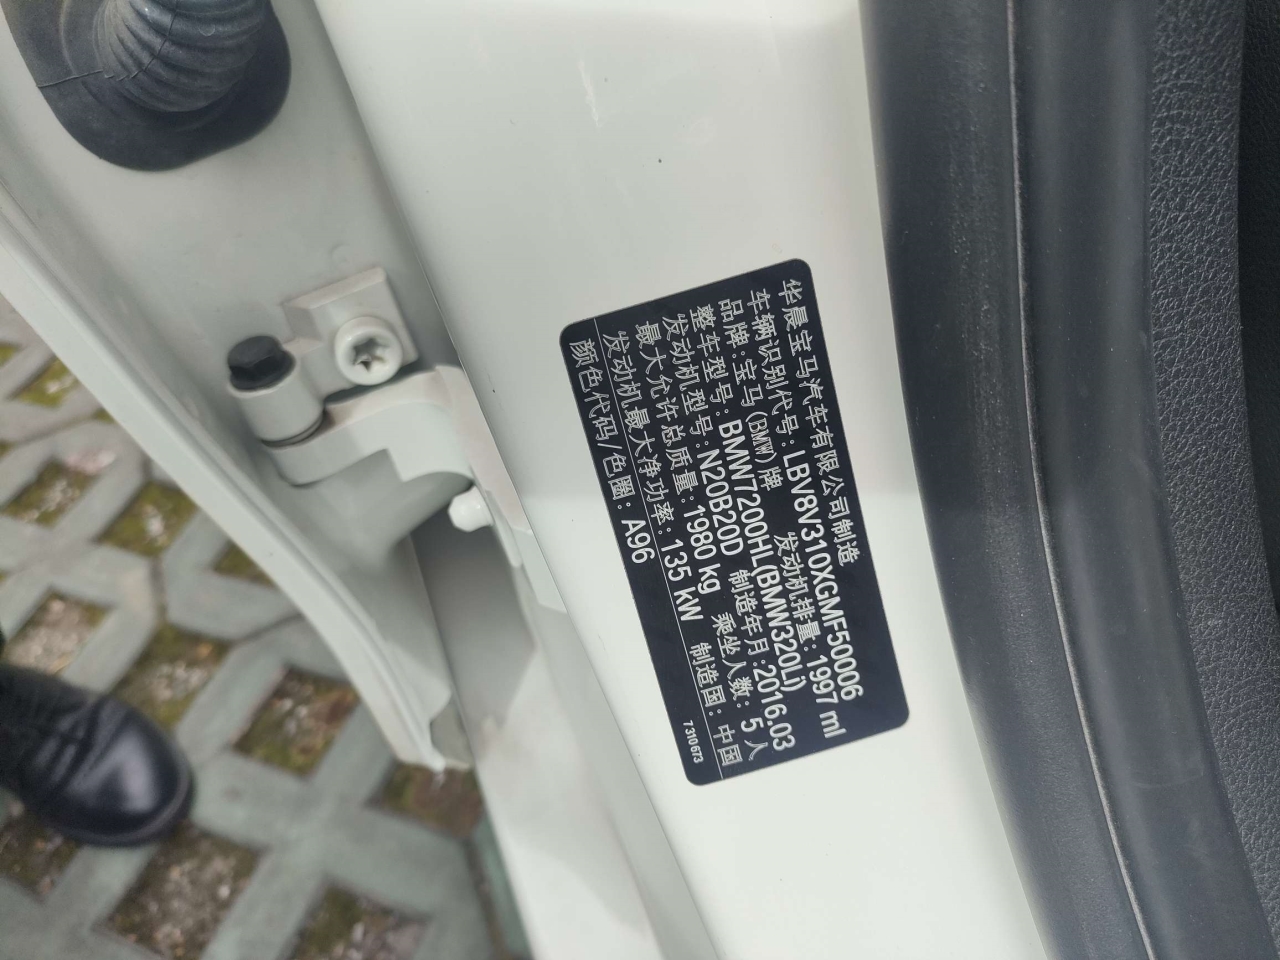 华晨宝马汽车有限公司制造
车辆识别代号:LBV8V310XGMF50006
品牌:宝马(BMW)牌 发动机排量:1997 ml
整车型号:BMW7200HL(BMW320Li)
发动机型号:N20B20D 制造年月:2016.03
最大允许总质量:1980 kg 乘坐人数:5人
发动机最大净功率:135 kW 制造国:中国
颜色代码/色圈:A96 7310673